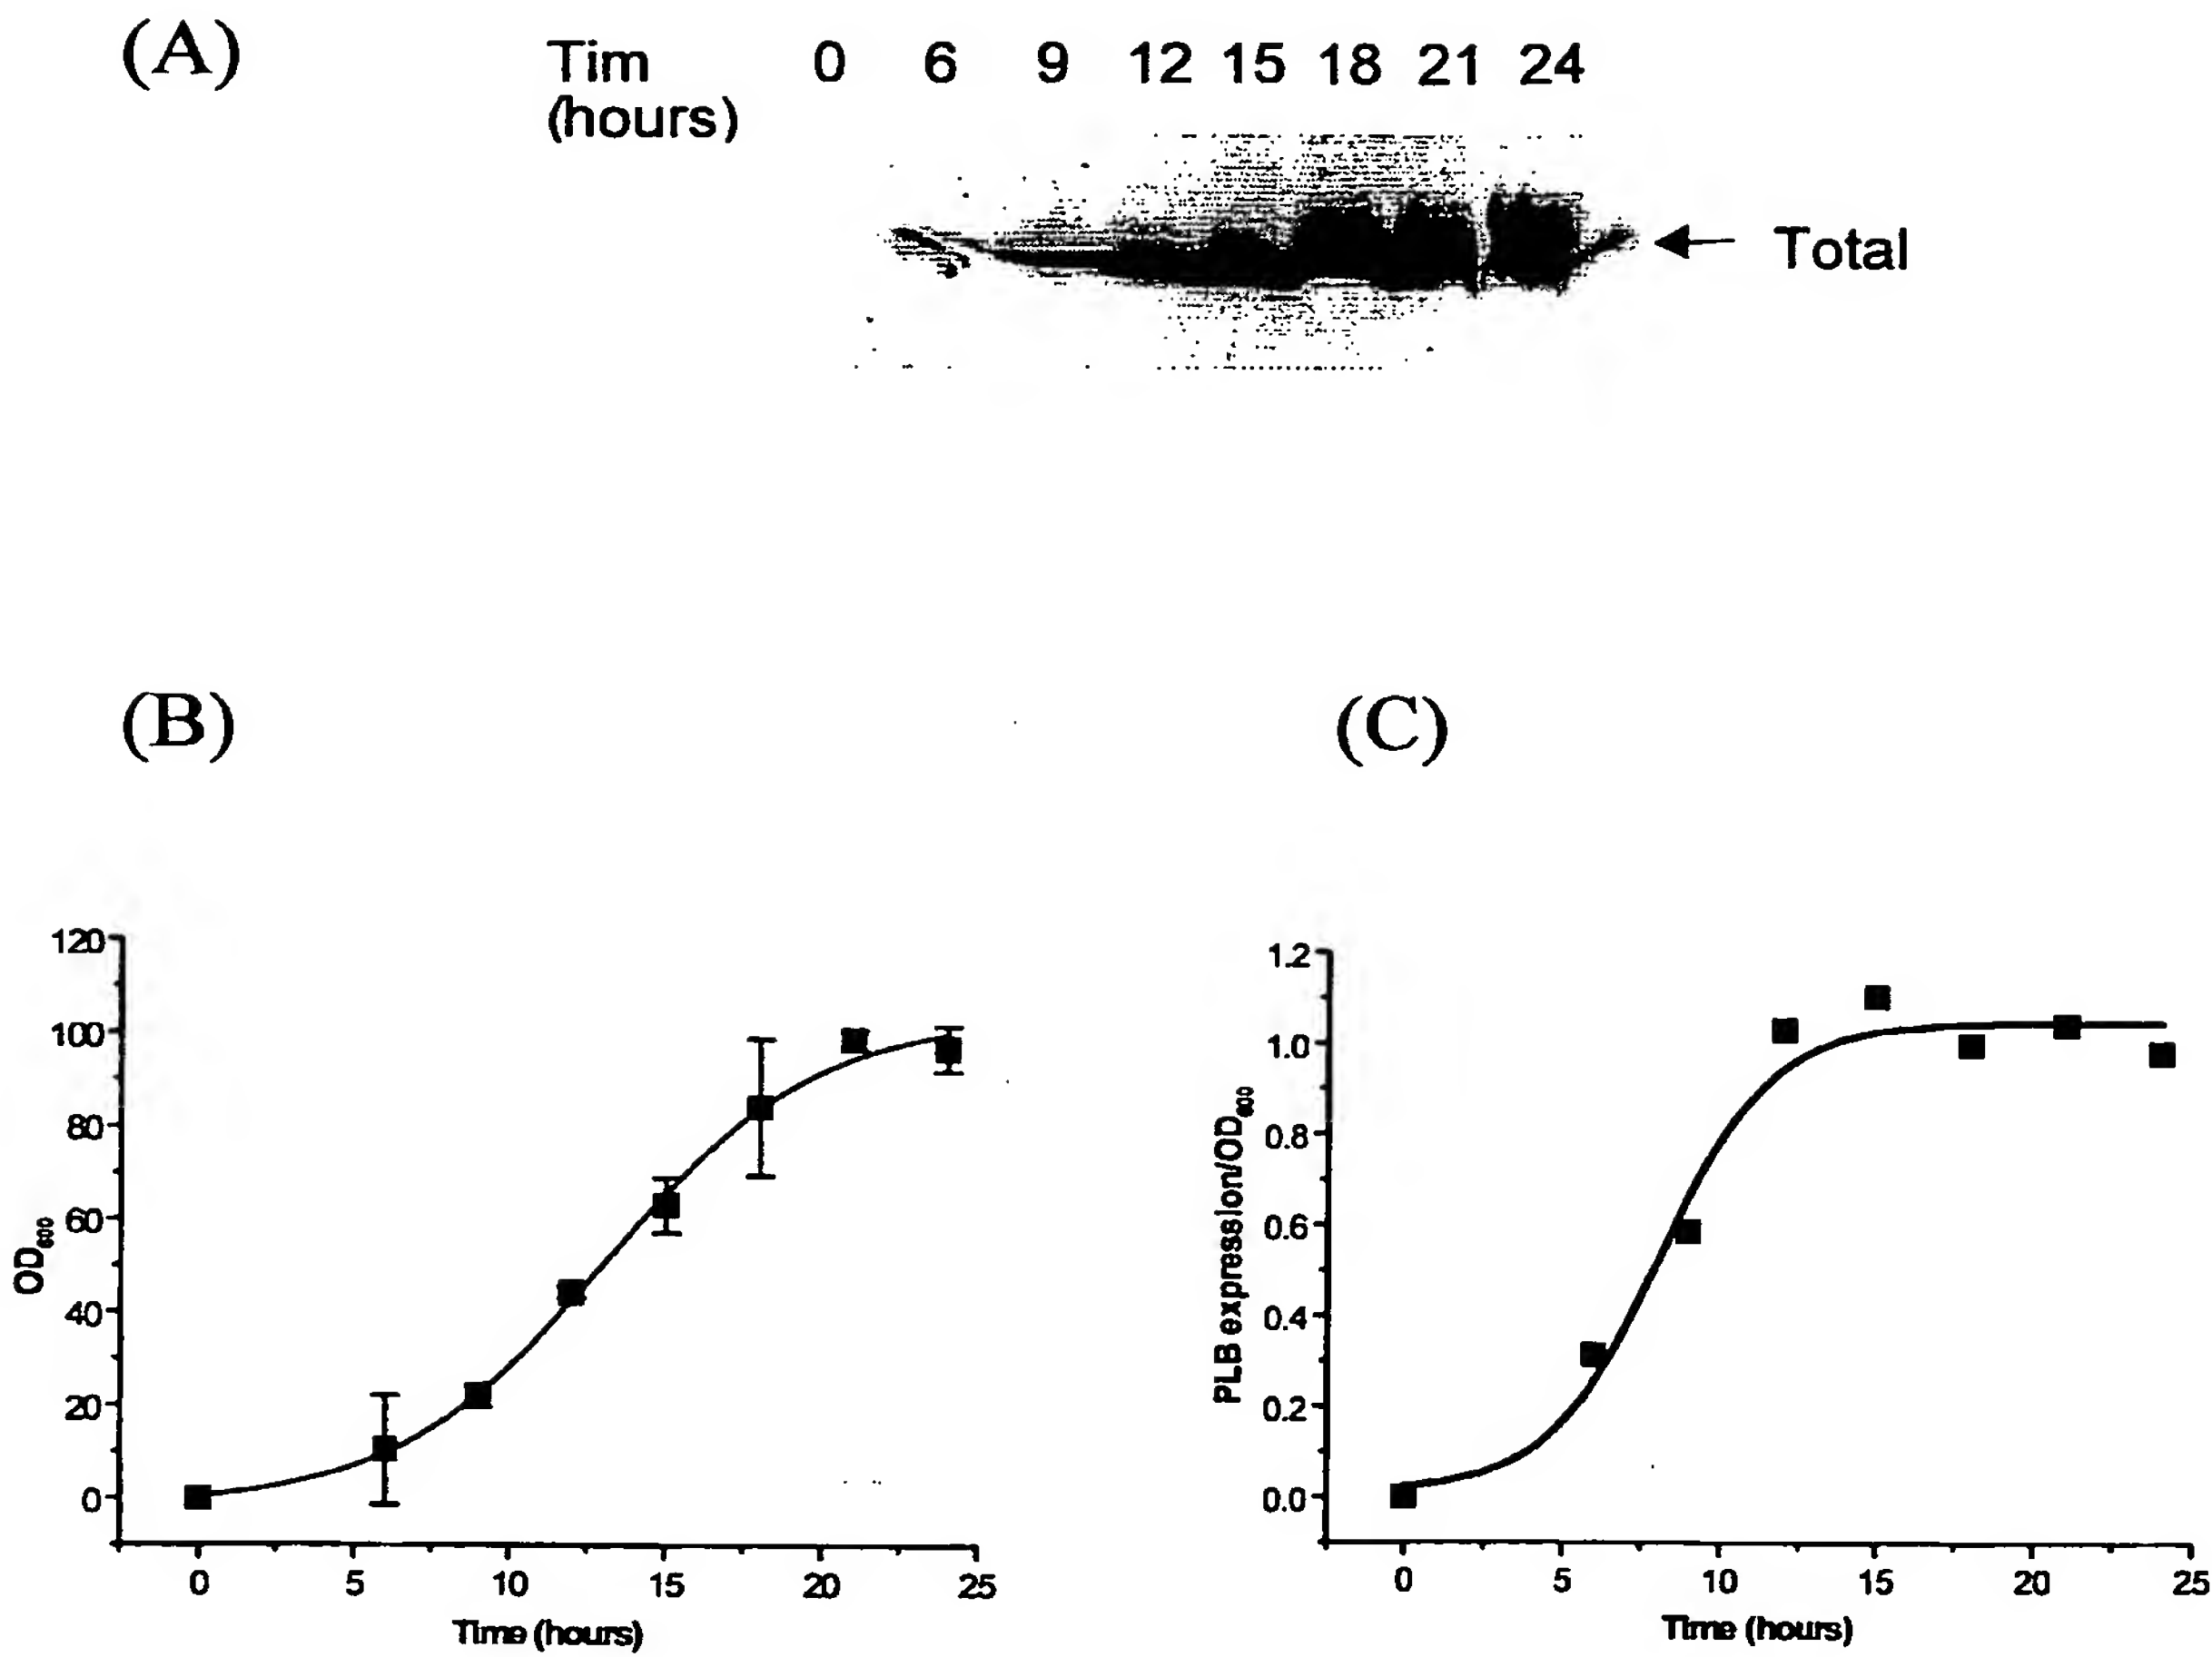 (A)
Tim 0 6 9 12 15 18 21 24
(hours)
Total
(B)
(C)
120
100
80
60
40
20
0
OD600
0 5 10 15 20 25
Time (hours)
1.2
1.0
0.8
0.6
0.4
0.2
0.0
PLB expression/OD600
0 5 10 15 20 25
Time (hours)